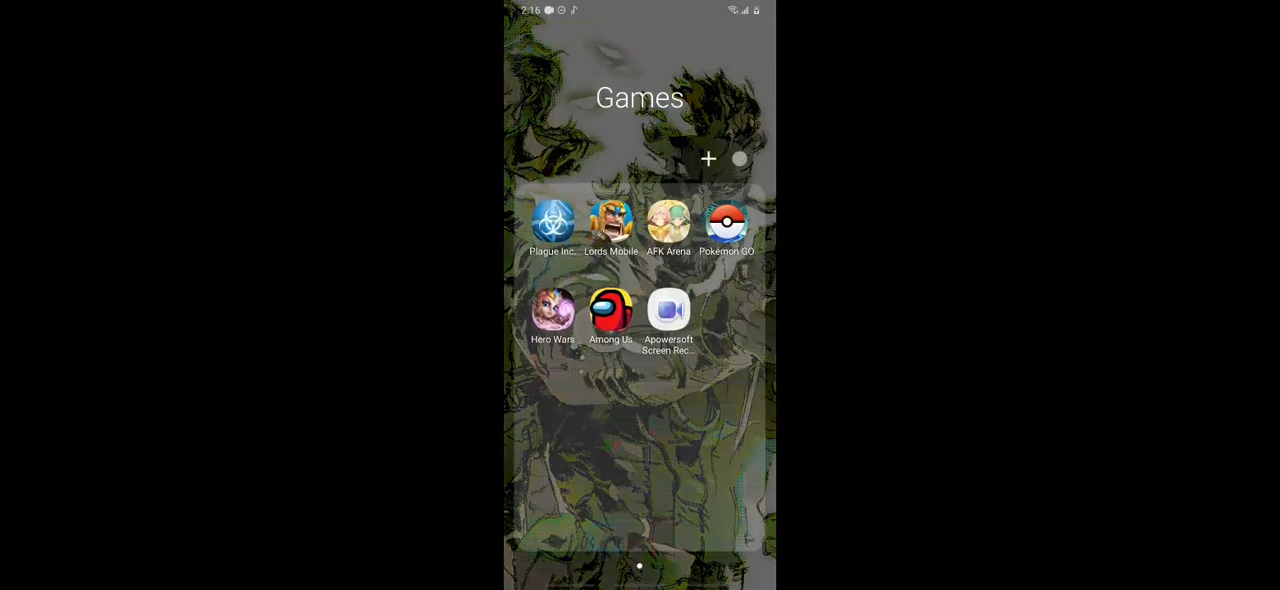 2:16
Games
Plague Inc.
Lords Mobile
AFK Arena
Pokémon GO
Hero Wars
Among Us
Apowersoft
Screen Rec...